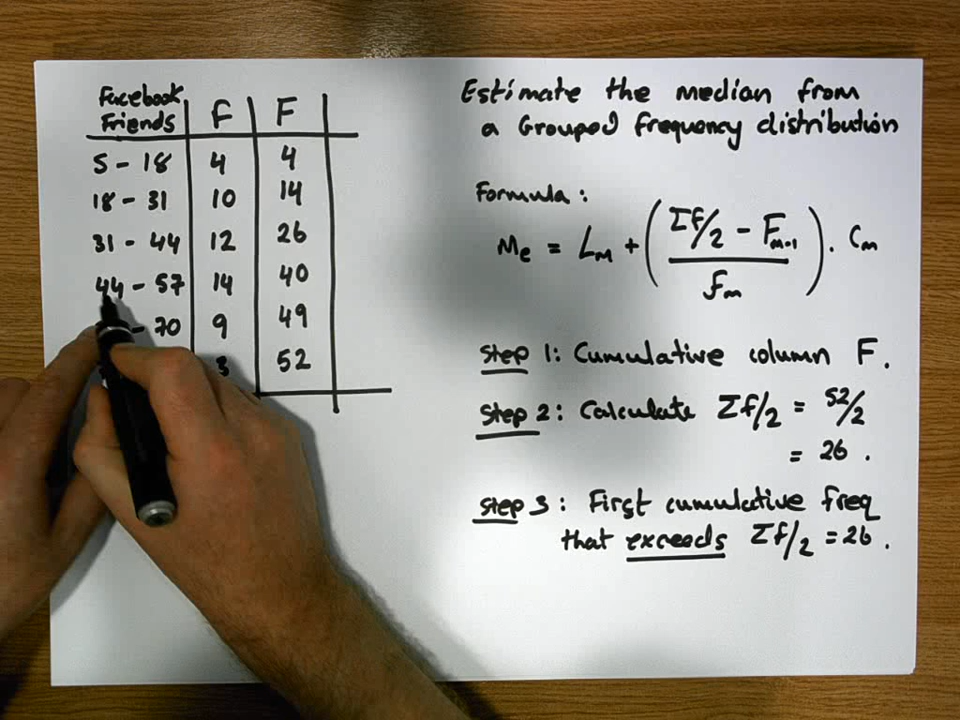 Facebook
Friends f F
5 - 18 4 4
18 - 31 10 14
31 - 44 12 26
44 - 57 14 40
- 70 9 49
3 52
Estimate the median from
a Grouped frequency distribution
Formula:
Me = Lm + ( Σf/2 - Fm-1 / fm ) . Cm
Step 1: Cumulative column F.
Step 2: Calculate Σf/2 = 52/2
= 26.
Step 3: First cumulative freq
that exceeds Σf/2 = 26.